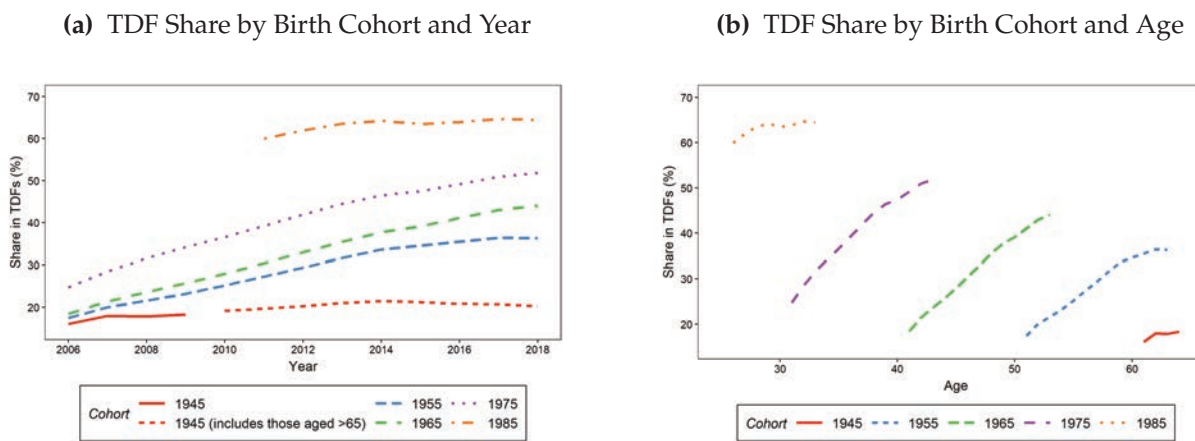 (a) TDF Share by Birth Cohort and Year
70
60
50
40
30
20
Share in TDFs (%)
2006 2008 2010 2012 2014 2016 2018
Year
Cohort
1945
1945 (includes those aged >65)
1955
1965
1975
1985
(b) TDF Share by Birth Cohort and Age
70
60
50
40
30
20
Share in TDFs (%)
30 40 50 60
Age
Cohort 1945 1955 1965 1975 1985